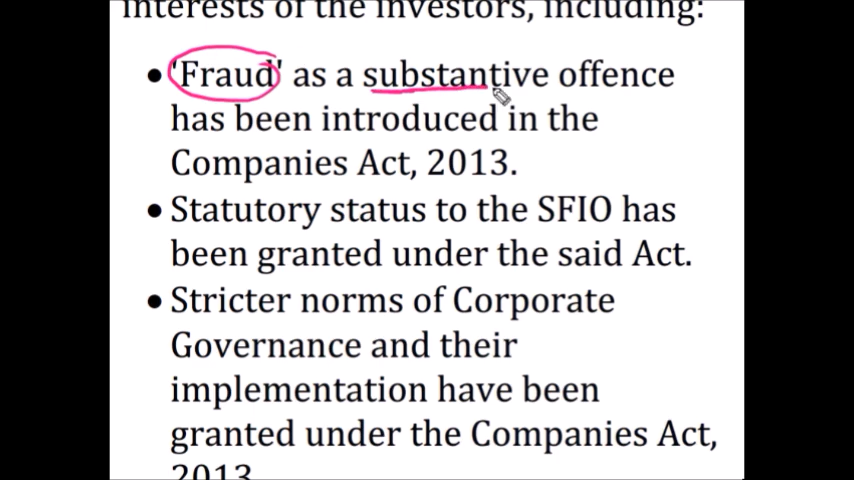 interests of the investors, including:
• 'Fraud' as a substantive offence
has been introduced in the
Companies Act, 2013.
• Statutory status to the SFIO has
been granted under the said Act.
• Stricter norms of Corporate
Governance and their
implementation have been
granted under the Companies Act,
2013